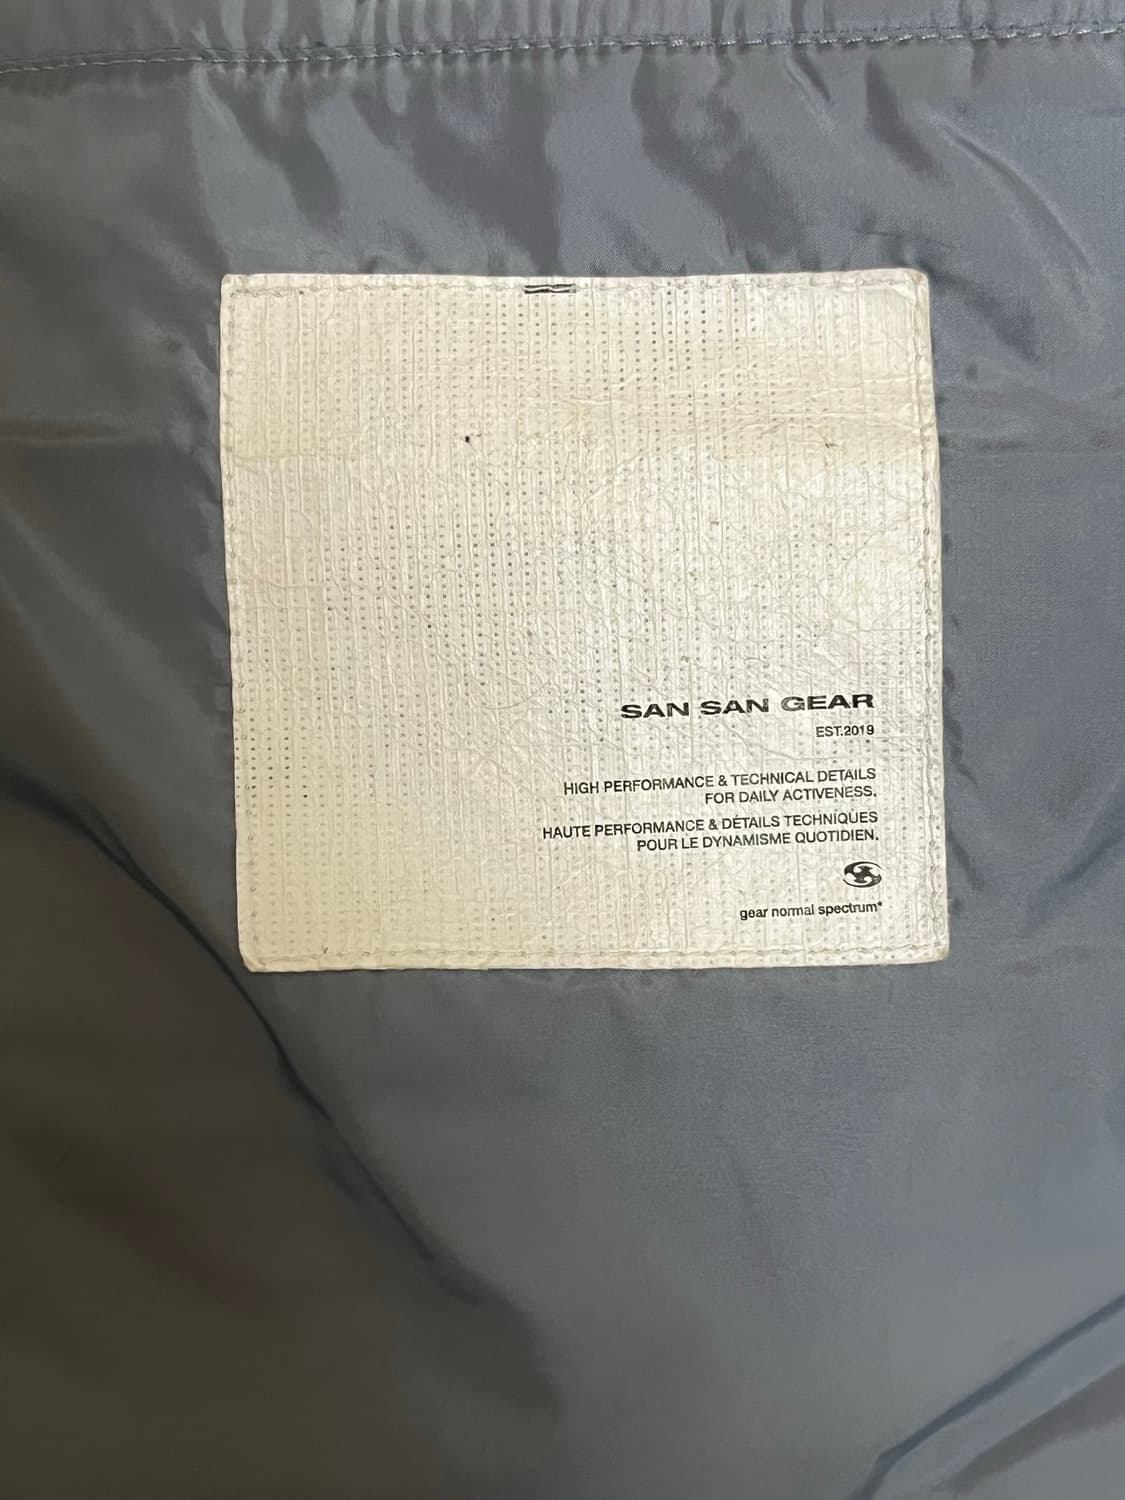 SAN SAN GEAR
EST.2019
HIGH PERFORMANCE & TECHNICAL DETAILS
FOR DAILY ACTIVENESS.
HAUTE PERFORMANCE & DÉTAILS TECHNIQUES
POUR LE DYNAMISME QUOTIDIEN.
gear normal spectrum*